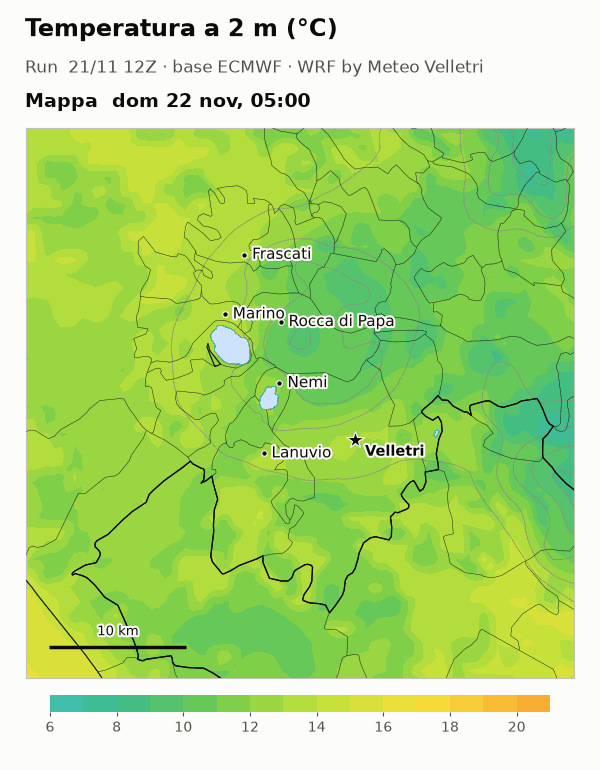 Temperatura a 2 m (°C)
Run  21/11 12Z · base ECMWF · WRF by Meteo Velletri
Mappa  dom 22 nov, 05:00
Frascati
Marino
Rocca di Papa
Nemi
Velletri
Lanuvio
10 km
6 8 10 12 14 16 18 20